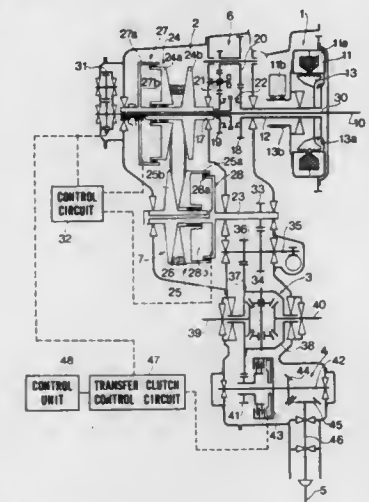 27 24 2 6 1
31 27a 24a 24b 20 11a 11
27b 21 22 11b 13
30
10
17 19 18 12 13a
25b 25a 13b
26a 28 33 23
CONTROL CIRCUIT
32
36 35
7 26 28b 37 34 3
25
39 40
38
48 47 4
44 42
CONTROL UNIT
TRANSFER CLUTCH CONTROL CIRCUIT
41 45
43 46
5